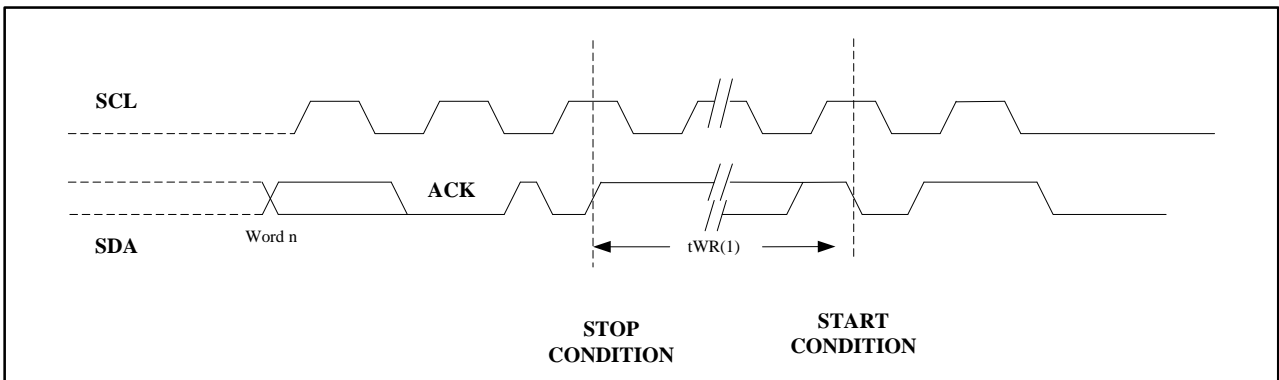 SCL
ACK
Word n
SDA
tWR(1)
STOP
CONDITION
START
CONDITION